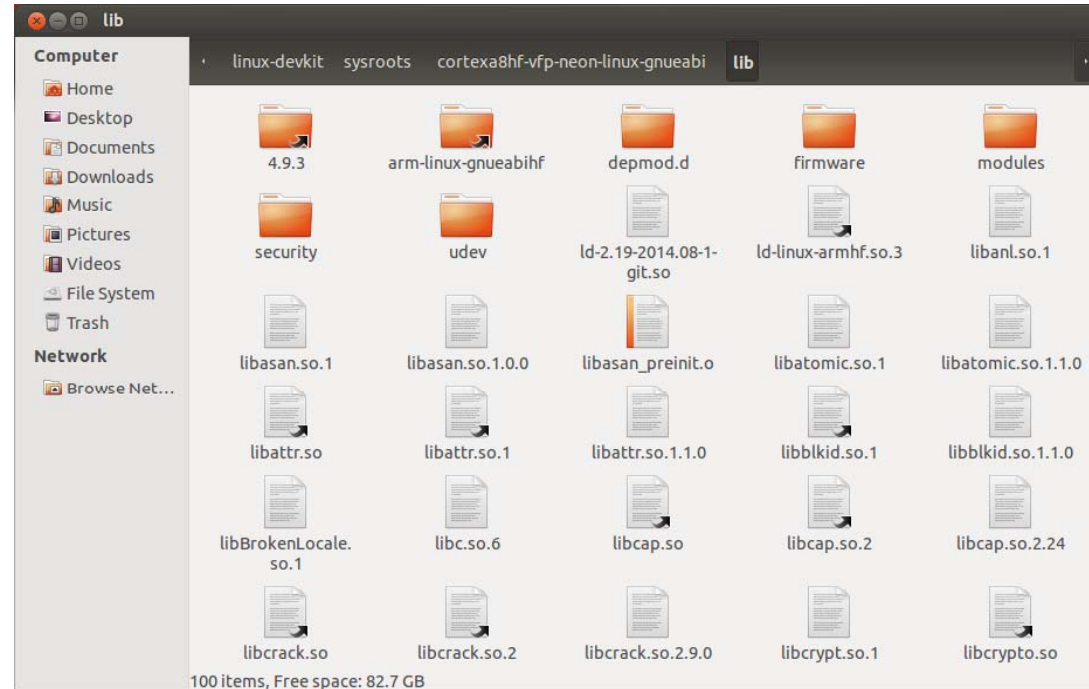 lib
Computer
Home
Desktop
Documents
Downloads
Music
Pictures
Videos
File System
Trash
Network
Browse Net...
linux-devkit sysroots cortexa8hf-vfp-neon-linux-gnueabi lib
4.9.3 arm-linux-gnueabihf depmod.d firmware modules
security udev ld-2.19-2014.08-1- ld-linux-armhf.so.3 libanl.so.1
git.so
libasan.so.1 libasan.so.1.0.0 libasan_preinit.o libatomic.so.1 libatomic.so.1.1.0
libattr.so libattr.so.1 libattr.so.1.1.0 libblkid.so.1 libblkid.so.1.1.0
libBrokenLocale. libc.so.6 libcap.so libcap.so.2 libcap.so.2.24
so.1
libcrack.so libcrack.so.2 libcrack.so.2.9.0 libcrypt.so.1 libcrypto.so
100 items, Free space: 82.7 GB